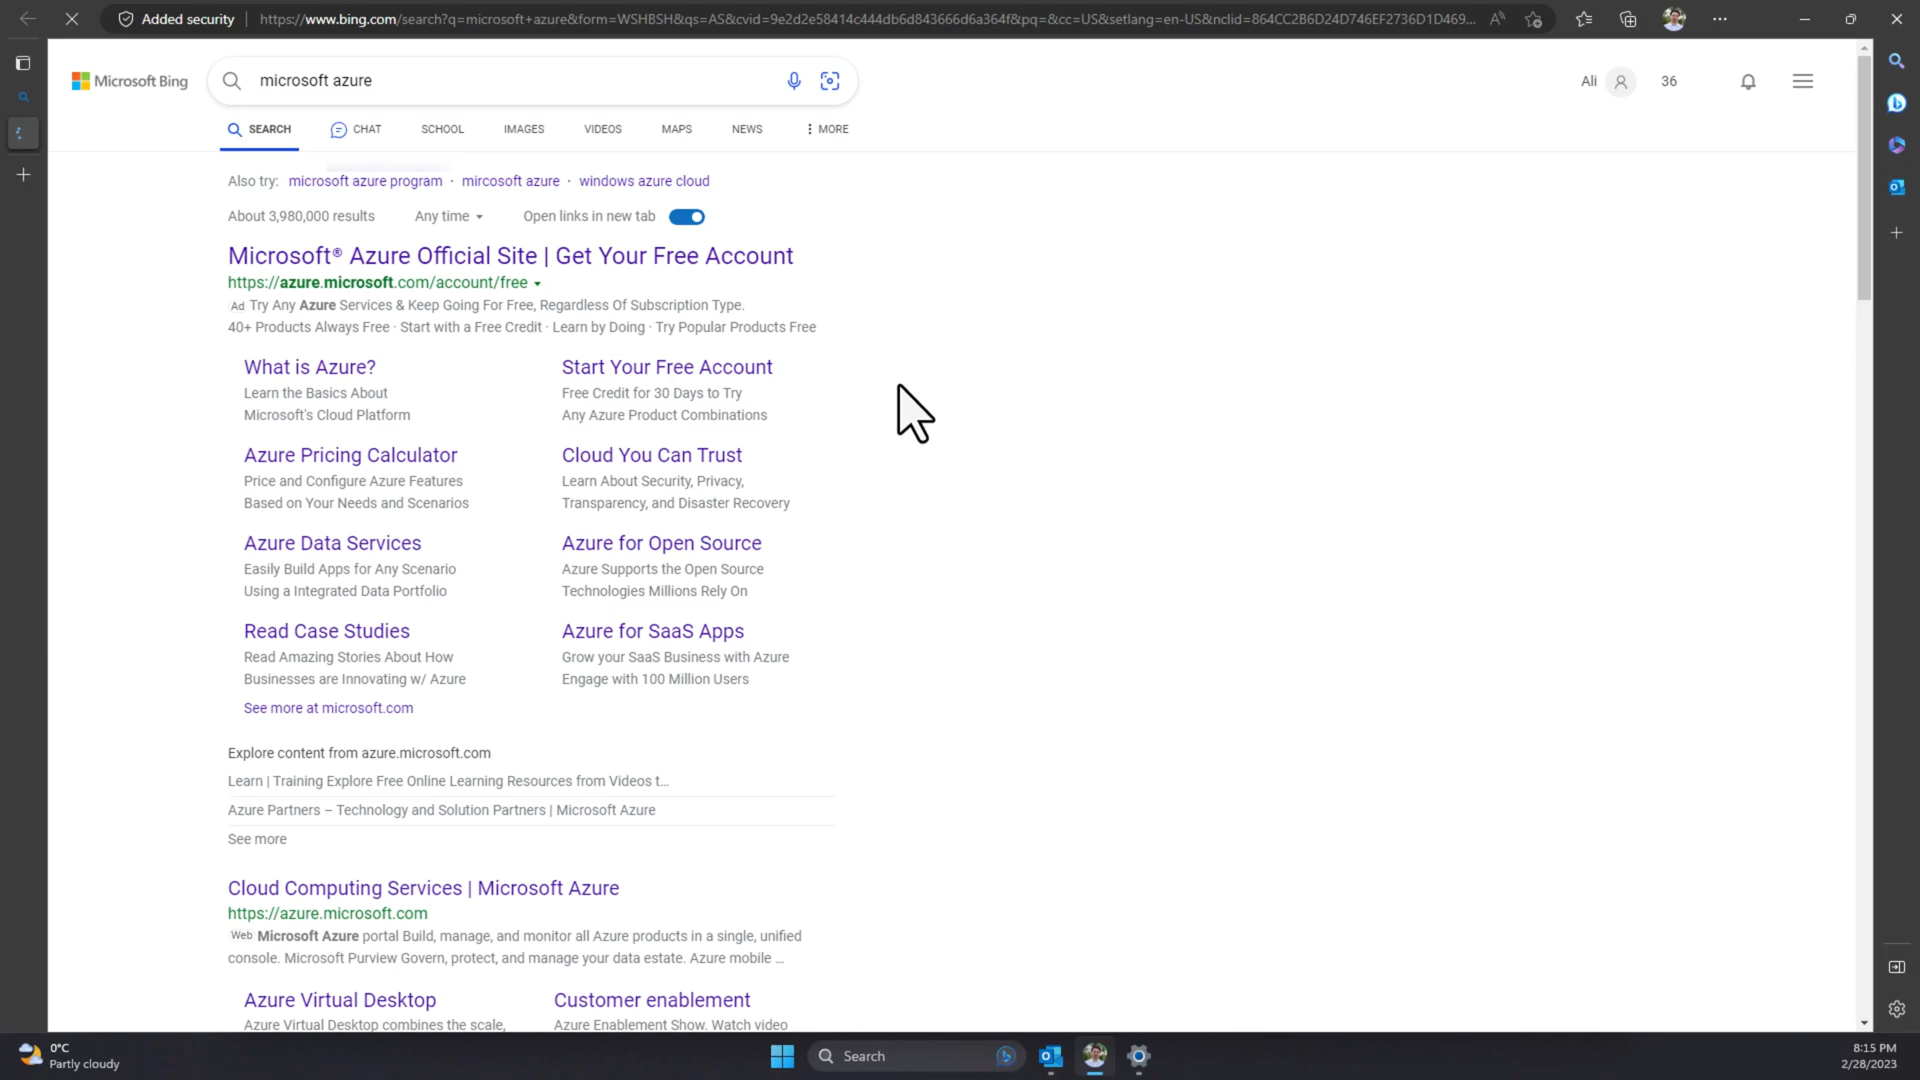 Added security
https://www.bing.com/search?q=microsoft+azure&form=WSHBSH&qs=AS&cvid=9e2d2e58414c444db6d843666d6a364f&pq=&cc=US&setlang=en-US&nclid=864CC2B6D24D746EF2736D1D469...
Microsoft Bing
microsoft azure
Ali
36
SEARCH CHAT SCHOOL IMAGES VIDEOS MAPS NEWS MORE
Also try: microsoft azure program · mircosoft azure · windows azure cloud
About 3,980,000 results Any time Open links in new tab
Microsoft® Azure Official Site | Get Your Free Account
https://azure.microsoft.com/account/free
Ad Try Any Azure Services & Keep Going For Free, Regardless Of Subscription Type.
40+ Products Always Free · Start with a Free Credit · Learn by Doing · Try Popular Products Free
What is Azure?
Learn the Basics About
Microsoft's Cloud Platform
Start Your Free Account
Free Credit for 30 Days to Try
Any Azure Product Combinations
Azure Pricing Calculator
Price and Configure Azure Features
Based on Your Needs and Scenarios
Cloud You Can Trust
Learn About Security, Privacy,
Transparency, and Disaster Recovery
Azure Data Services
Easily Build Apps for Any Scenario
Using a Integrated Data Portfolio
Azure for Open Source
Azure Supports the Open Source
Technologies Millions Rely On
Read Case Studies
Read Amazing Stories About How
Businesses are Innovating w/ Azure
Azure for SaaS Apps
Grow your SaaS Business with Azure
Engage with 100 Million Users
See more at microsoft.com
Explore content from azure.microsoft.com
Learn | Training Explore Free Online Learning Resources from Videos t...
Azure Partners – Technology and Solution Partners | Microsoft Azure
See more
Cloud Computing Services | Microsoft Azure
https://azure.microsoft.com
Web Microsoft Azure portal Build, manage, and monitor all Azure products in a single, unified
console. Microsoft Purview Govern, protect, and manage your data estate. Azure mobile ...
Azure Virtual Desktop
Azure Virtual Desktop combines the scale,
Customer enablement
Azure Enablement Show. Watch video
0°C
Partly cloudy
Search
8:15 PM
2/28/2023